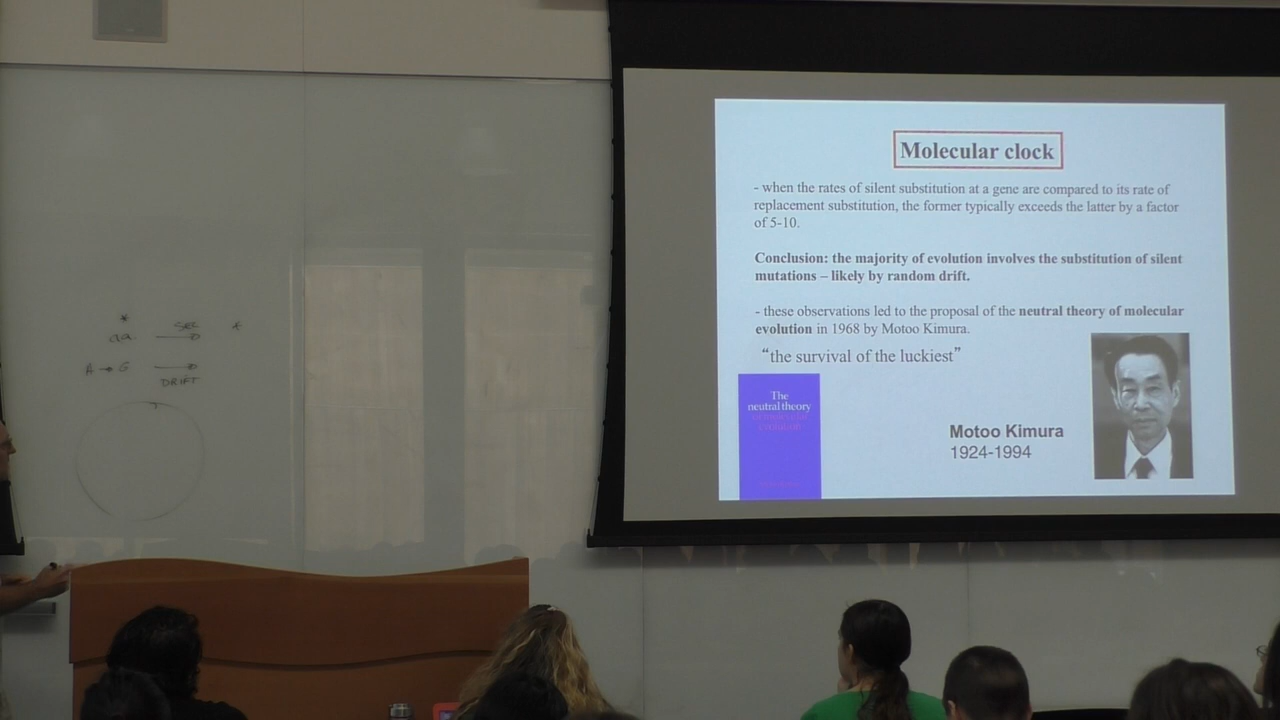 *
aa
SEL
*
A → G
DRIFT
Molecular clock
- when the rates of silent substitution at a gene are compared to its rate of
replacement substitution, the former typically exceeds the latter by a factor
of 5-10.
Conclusion: the majority of evolution involves the substitution of silent
mutations – likely by random drift.
- these observations led to the proposal of the neutral theory of molecular
evolution in 1968 by Motoo Kimura.
“the survival of the luckiest”
The
neutral theory
evolution
Motoo Kimura
1924-1994